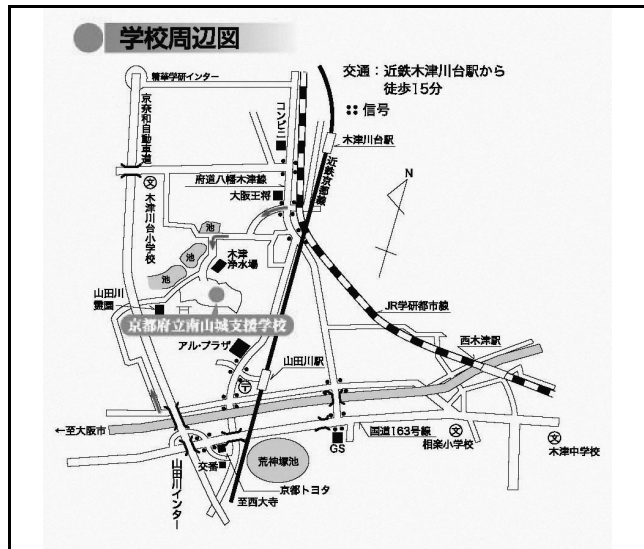 学校周辺図
交通：近鉄木津川台駅から
徒歩15分
信号
精華学研インター
京奈和自動車道
コンビニ
木津川台駅
近鉄京都線
府道八幡木津線
大阪王将
文
木津川台小学校
N
池
池
池
木津
浄水場
山田川
霊園
JR学研都市線
京都府立南山城支援学校
アル・プラザ
西木津駅
山田川駅
〒
←至大阪市
国道163号線
文
相楽小学校
文
木津中学校
GS
荒神塚池
交番
京都トヨタ
至西大寺
山田川インター